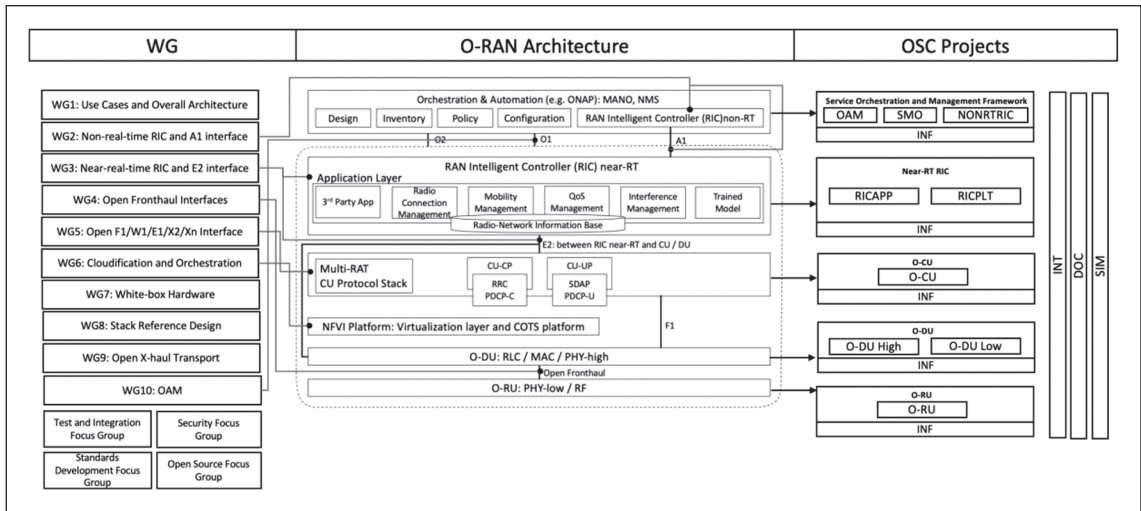 WG
O-RAN Architecture
OSC Projects
WG1: Use Cases and Overall Architecture
WG2: Non-real-time RIC and A1 interface
WG3: Near-real-time RIC and E2 interface
WG4: Open Fronthaul Interfaces
WG5: Open F1/W1/E1/X2/Xn Interface
WG6: Cloudification and Orchestration
WG7: White-box Hardware
WG8: Stack Reference Design
WG9: Open X-haul Transport
WG10: OAM
Test and Integration
Focus Group
Security Focus
Group
Standards
Development Focus
Group
Open Source Focus
Group
Orchestration & Automation (e.g. ONAP): MANO, NMS
Design
Inventory
Policy
Configuration
RAN Intelligent Controller (RIC)non-RT
O2
O1
A1
RAN Intelligent Controller (RIC) near-RT
Application Layer
3rd Party App
Radio
Connection
Management
Mobility
Management
QoS
Management
Interference
Management
Trained
Model
Radio-Network Information Base
E2: between RIC near-RT and CU / DU
Multi-RAT
CU Protocol Stack
CU-CP
RRC
PDCP-C
CU-UP
SDAP
PDCP-U
F1
NFVI Platform: Virtualization layer and COTS platform
O-DU: RLC / MAC / PHY-high
Open Fronthaul
O-RU: PHY-low / RF
Service Orchestration and Management Framework
OAM
SMO
NONRTRIC
INF
Near-RT RIC
RICAPP
RICPLT
INF
O-CU
O-CU
INF
O-DU
O-DU High
O-DU Low
INF
O-RU
O-RU
INF
INT
DOC
SIM